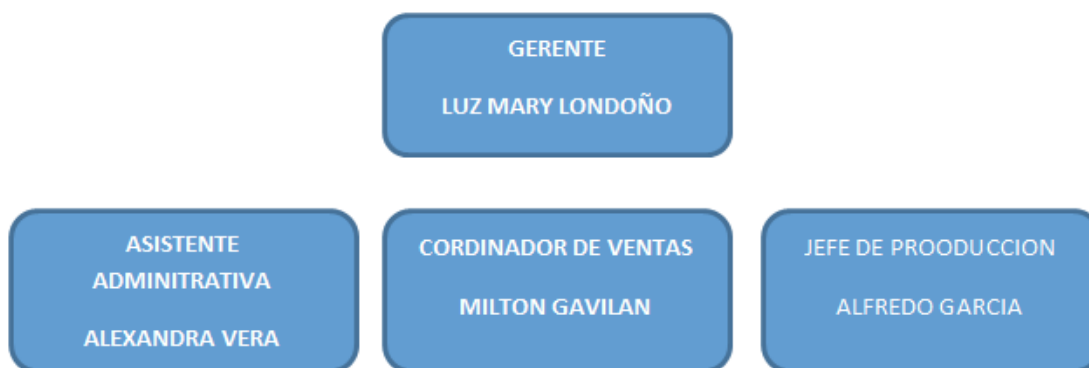 GERENTE
LUZ MARY LONDOÑO
ASISTENTE
ADMINITRATIVA
ALEXANDRA VERA
CORDINADOR DE VENTAS
MILTON GAVILAN
JEFE DE PROODUCCION
ALFREDO GARCIA